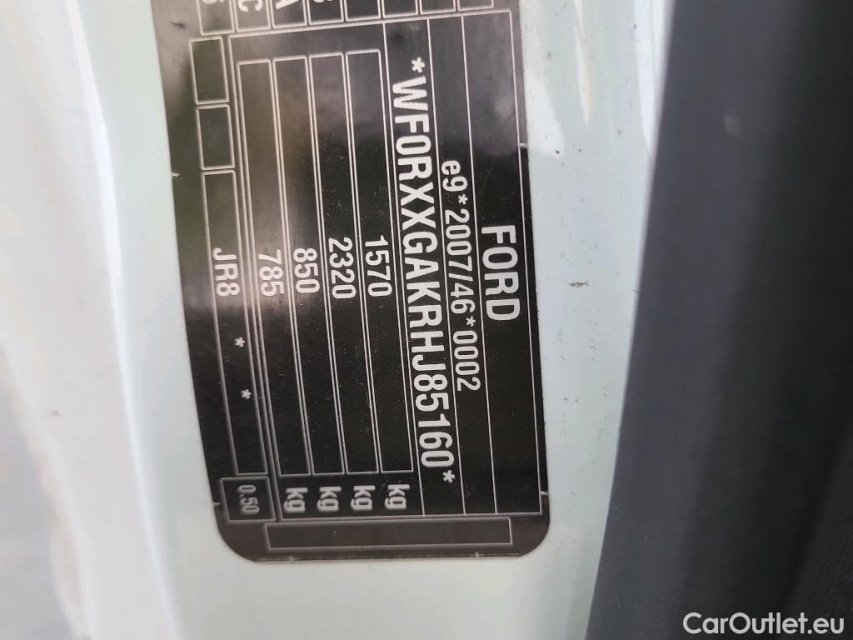 FORD
e9*2007/46*0002
*WF0RXXGAKRHJ85160*
1570 kg
2320 kg
850 kg
785 kg
JR8 * * 0.50
CarOutlet.eu